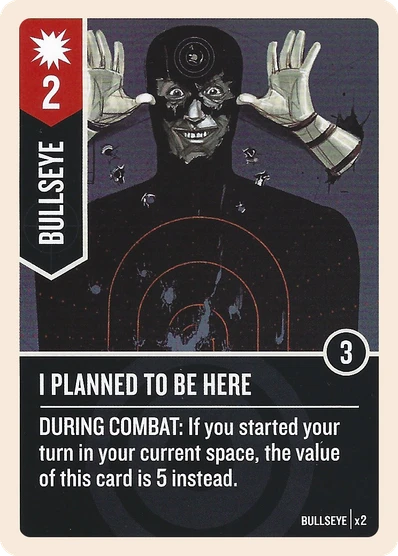 2
BULLSEYE
3
I PLANNED TO BE HERE
DURING COMBAT: If you started your
turn in your current space, the value
of this card is 5 instead.
BULLSEYE | x2